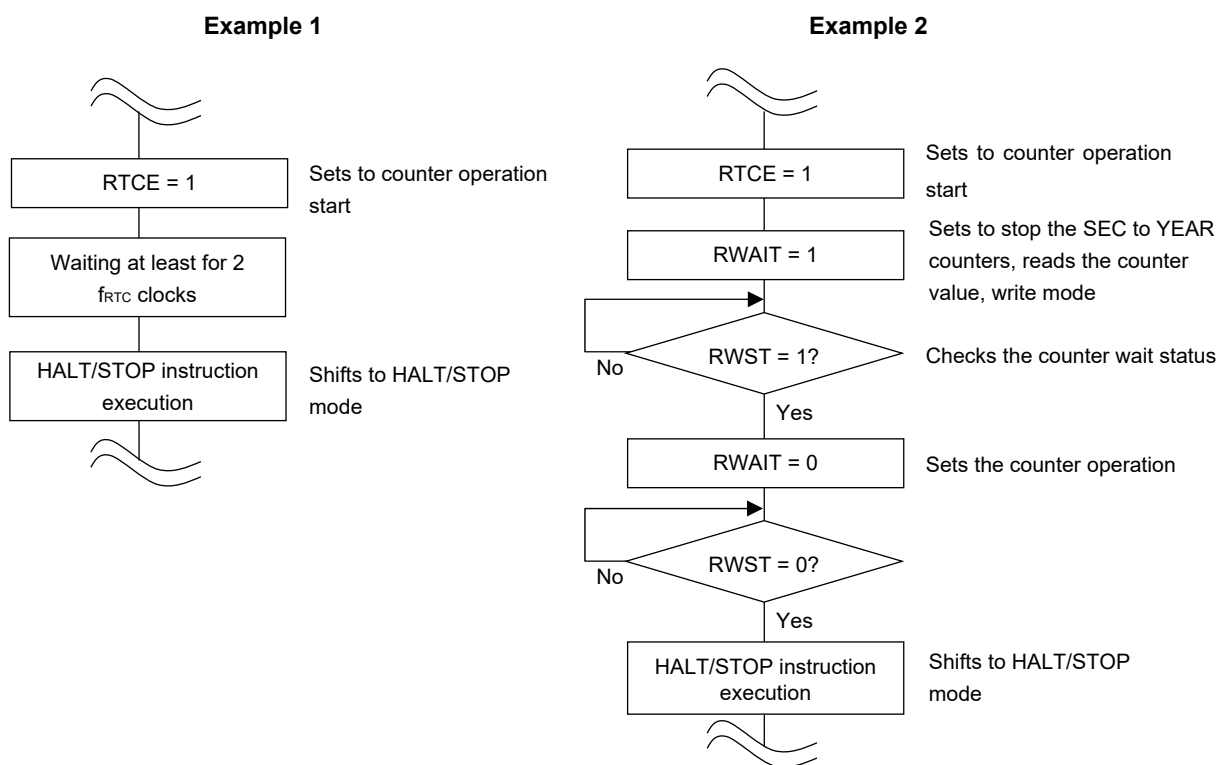 Example 1
RTCE = 1
Sets to counter operation
start
Waiting at least for 2
fRTC clocks
HALT/STOP instruction
execution
Shifts to HALT/STOP
mode
Example 2
RTCE = 1
Sets to counter operation
start
RWAIT = 1
Sets to stop the SEC to YEAR
counters, reads the counter
value, write mode
RWST = 1?
No
Checks the counter wait status
Yes
RWAIT = 0
Sets the counter operation
RWST = 0?
No
Yes
HALT/STOP instruction
execution
Shifts to HALT/STOP
mode